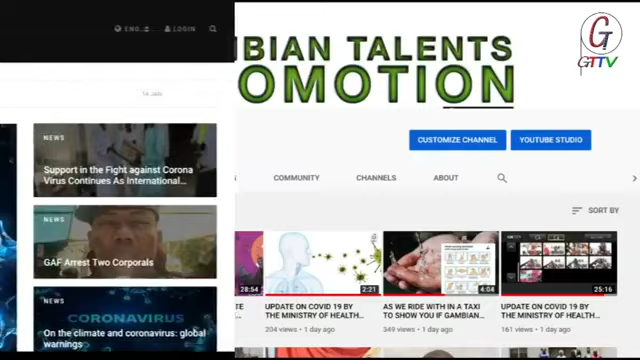 ENG
LOGIN
BIAN TALENTS
OMOTION
G
GTTV
14 JAN
NEWS
Support in the Fight against Corona
Virus Continues As International...
NEWS
GAF Arrest Two Corporals
NEWS
CORONAVIRUS
On the climate and coronavirus: global
warnings
CUSTOMIZE CHANNEL
YOUTUBE STUDIO
COMMUNITY
CHANNELS
ABOUT
SORT BY
28:54
2:21
4:04
25:16
UPDATE ON COVID 19 BY
THE MINISTRY OF HEALTH...
204 views • 1 day ago
AS WE RIDE WITH IN A TAXI
TO SHOW YOU IF GAMBIAN...
349 views • 1 day ago
UPDATE ON COVID 19 BY
THE MINISTRY OF HEALTH...
161 views • 1 day ago